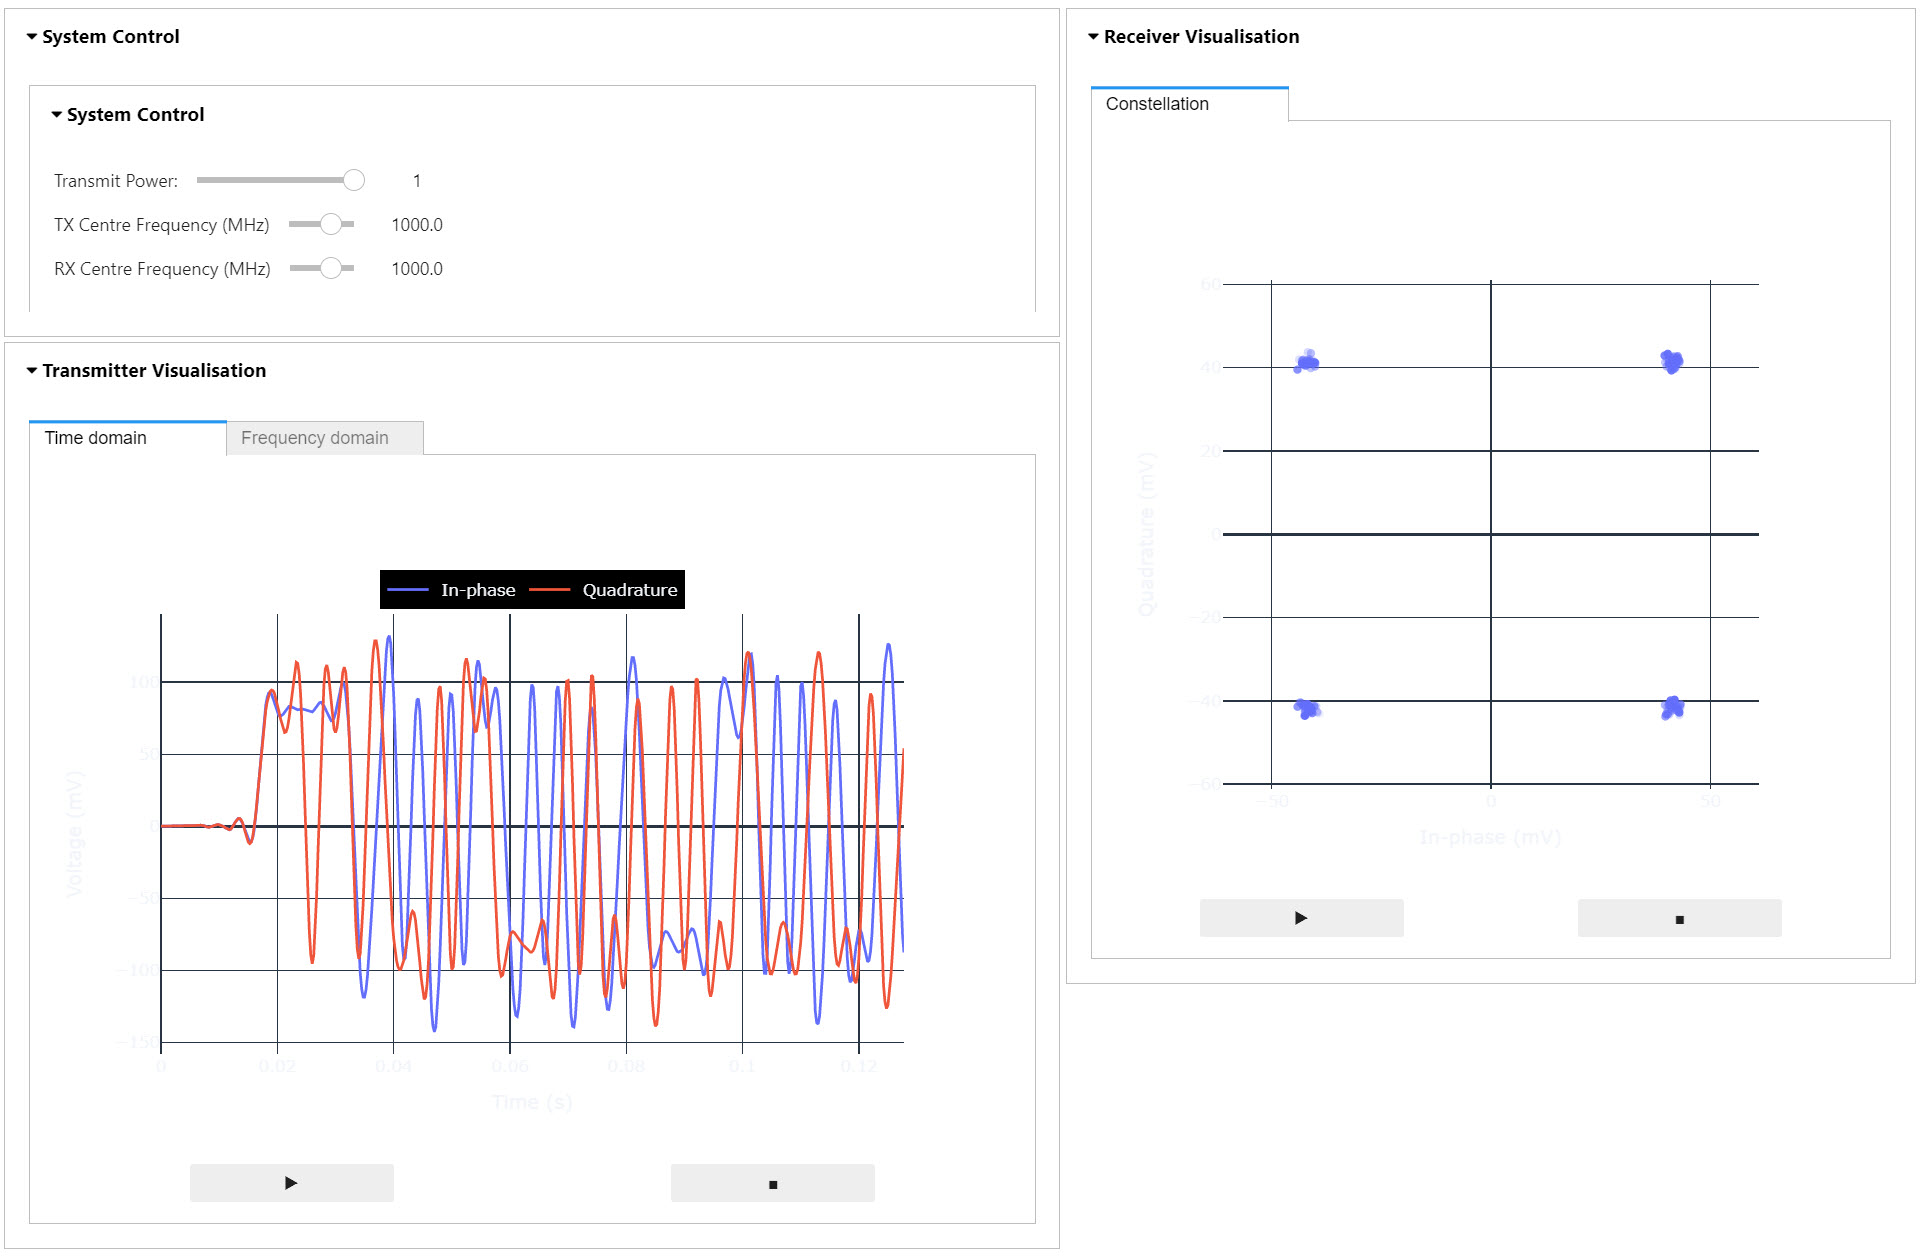 System Control
System Control
Transmit Power: 1
TX Centre Frequency (MHz) 1000.0
RX Centre Frequency (MHz) 1000.0
Transmitter Visualisation
Time domain Frequency domain
In-phase Quadrature
100
50
0
−50
−100
−150
Voltage (mV)
0 0.02 0.04 0.06 0.08 0.1 0.12
Time (s)
Receiver Visualisation
Constellation
60
40
20
0
−20
−40
−60
Quadrature (mV)
−50 0 50
In-phase (mV)